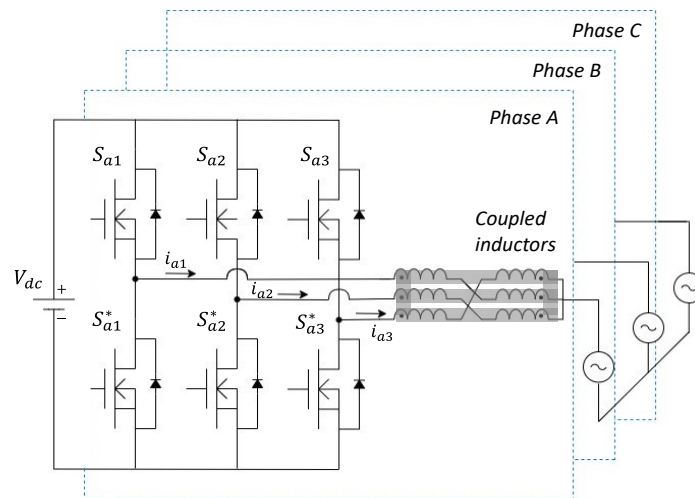 Phase C
Phase B
Phase A
S_{a1} S_{a2} S_{a3}
Coupled
inductors
i_{a1}
V_{dc} +
−
i_{a2}
S^*_{a1} S^*_{a2} S^*_{a3}
i_{a3}